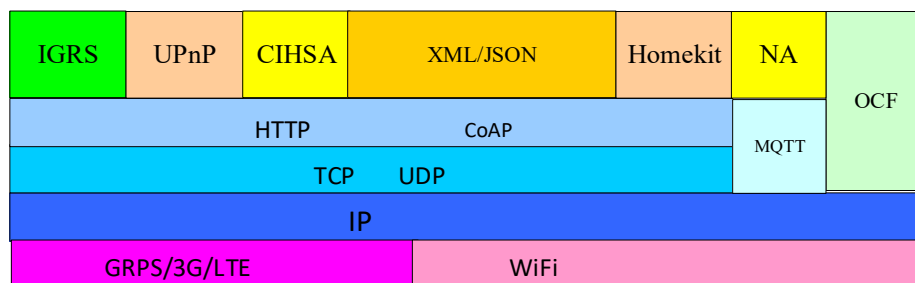 IGRS UPnP CIHSA XML/JSON Homekit NA
OCF
HTTP CoAP
MQTT
TCP UDP
IP
GRPS/3G/LTE WiFi